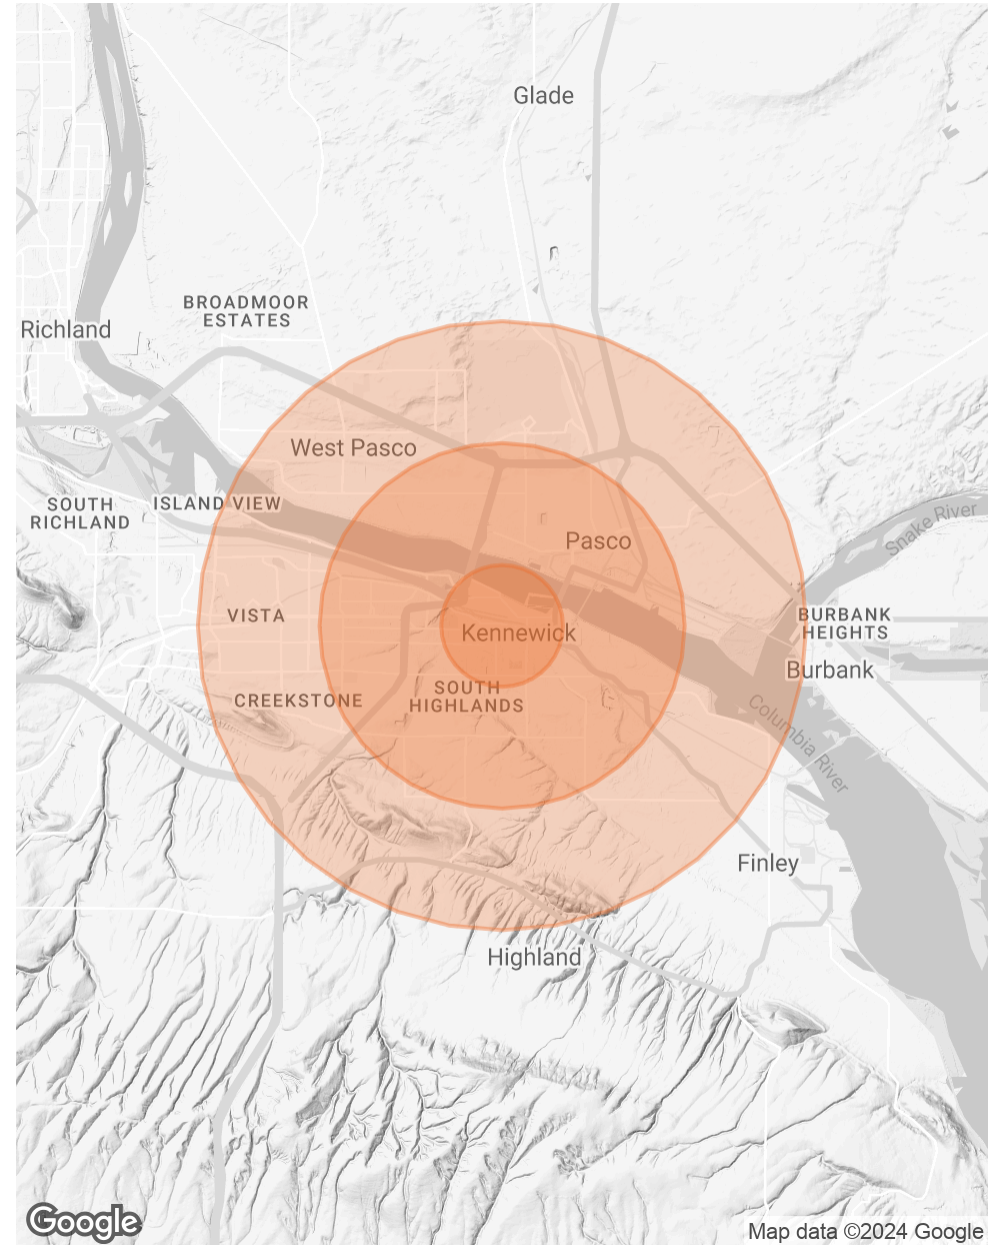 Glade
BROADMOOR
ESTATES
Richland
West Pasco
SOUTH
RICHLAND
ISLAND VIEW
Snake River
Pasco
VISTA
Kennewick
BURBANK
HEIGHTS
Burbank
CREEKSTONE
SOUTH
HIGHLANDS
Columbia River
Finley
Highland
Google
Map data ©2024 Google